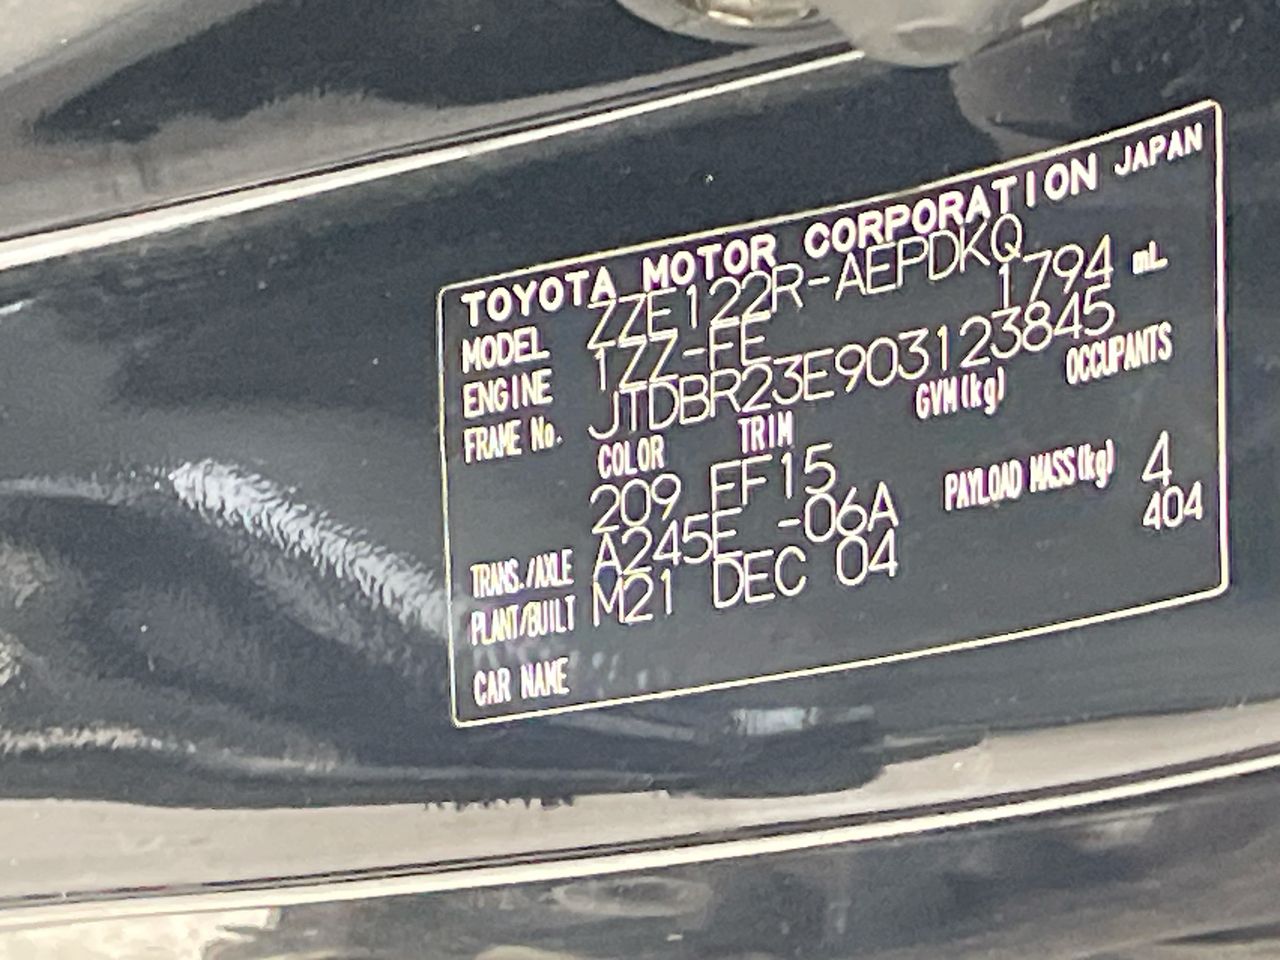 TOYOTA MOTOR CORPORATION JAPAN
MODEL ZZE122R-AEPDKQ
ENGINE 1ZZ-FE 1794 mL
FRAME No. JTDBR23E903123845
COLOR TRIM GVM(kg) OCCUPANTS
209 EF15 4
TRANS./AXLE A245E -06A PAYLOAD MASS(kg) 404
PLANT/BUILT M21 DEC 04
CAR NAME